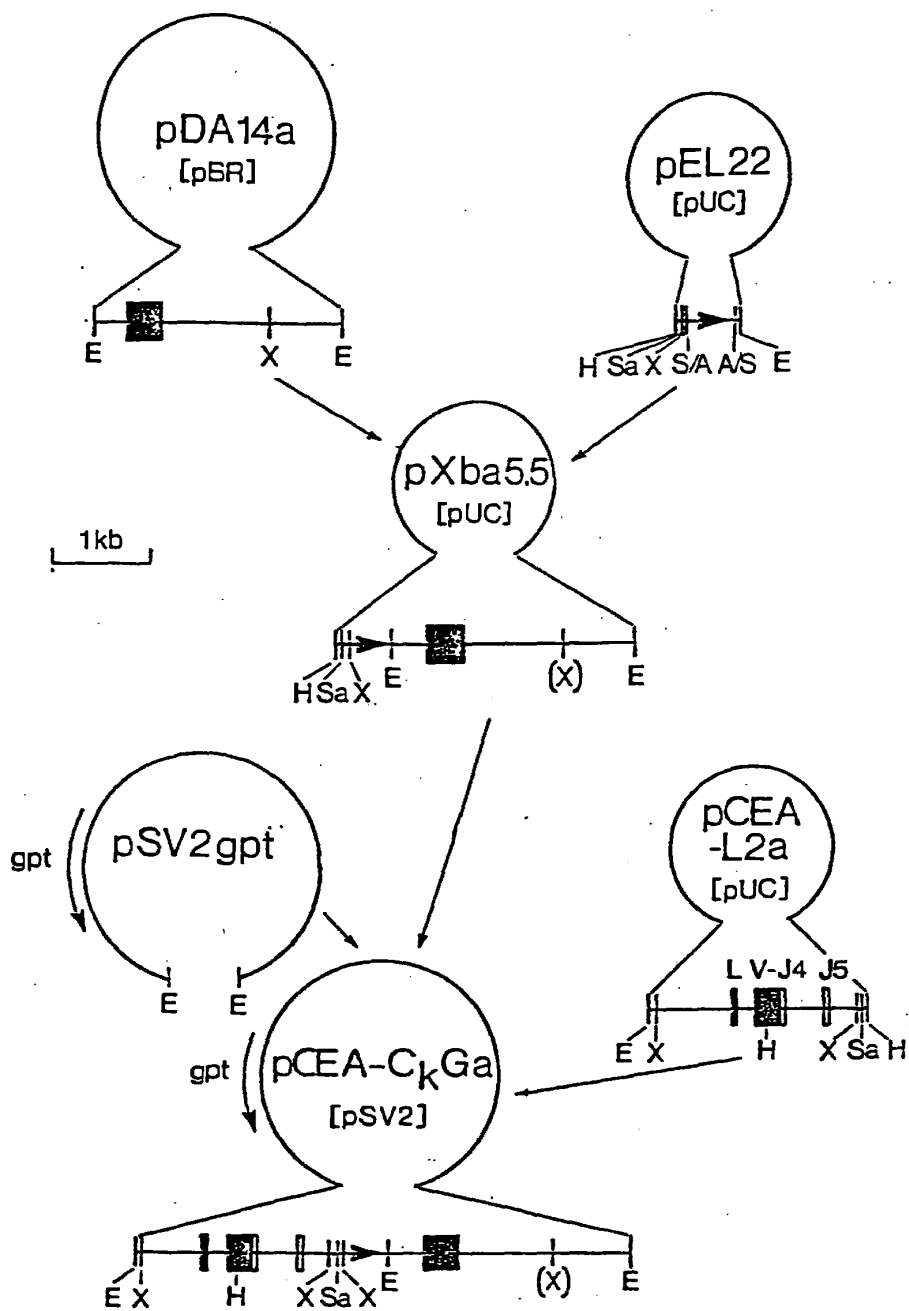 pDA14a
[pBR]
E
X
E
pEL22
[pUC]
H Sa X S/A A/S E
pXba5.5
[pUC]
1kb
H Sa X E (X) E
gpt
pSV2gpt
E E
pCEA
-L2a
[pUC]
L V-J4 J5
E X H X Sa H
gpt
pCEA-CkGa
[pSV2]
E X H X Sa X E (X) E